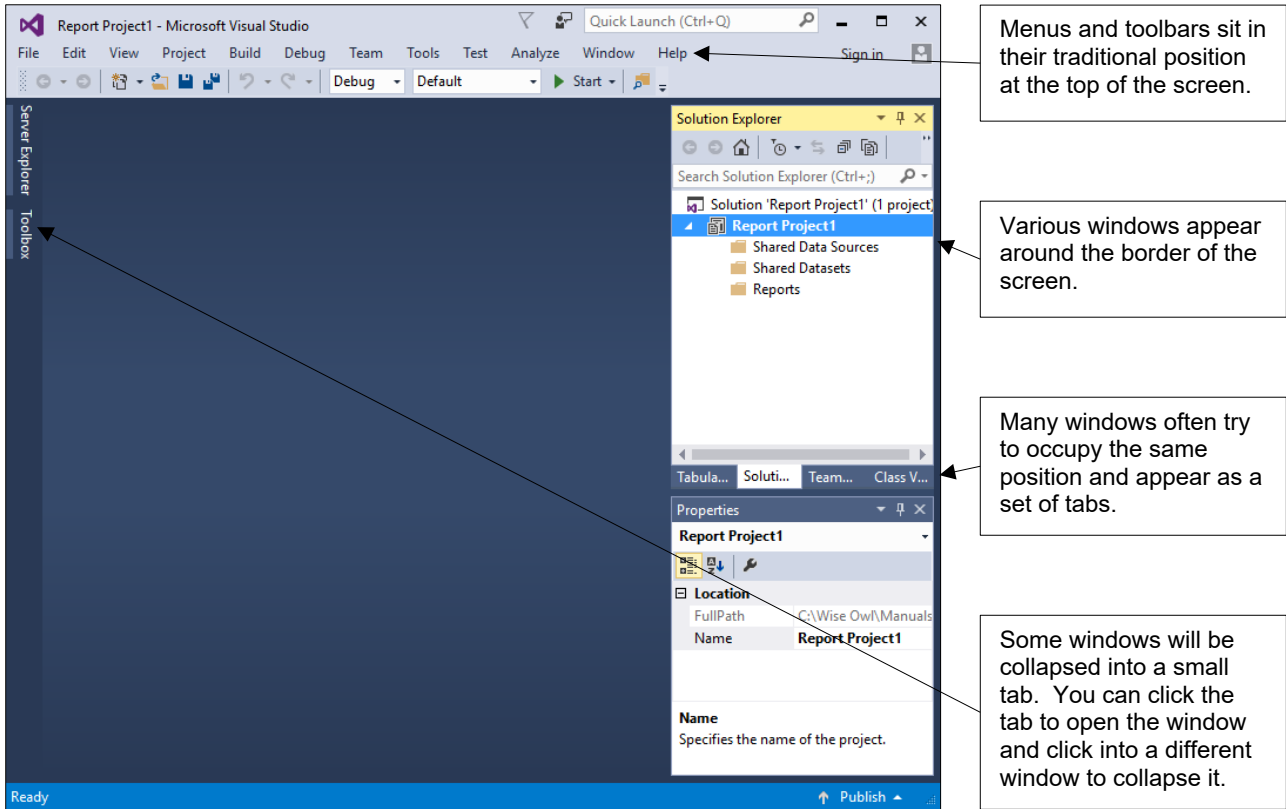 Report Project1 - Microsoft Visual Studio
Quick Launch (Ctrl+Q)
File Edit View Project Build Debug Team Tools Test Analyze Window Help
Sign in
Debug Default Start
Server Explorer
Toolbox
Solution Explorer
Search Solution Explorer (Ctrl+;)
Solution 'Report Project1' (1 project)
Report Project1
Shared Data Sources
Shared Datasets
Reports
Tabula... Soluti... Team... Class V...
Properties
Report Project1
Location
FullPath C:\Wise Owl\Manuals
Name Report Project1
Name
Specifies the name of the project.
Ready
Publish
Menus and toolbars sit in
their traditional position
at the top of the screen.
Various windows appear
around the border of the
screen.
Many windows often try
to occupy the same
position and appear as a
set of tabs.
Some windows will be
collapsed into a small
tab. You can click the
tab to open the window
and click into a different
window to collapse it.